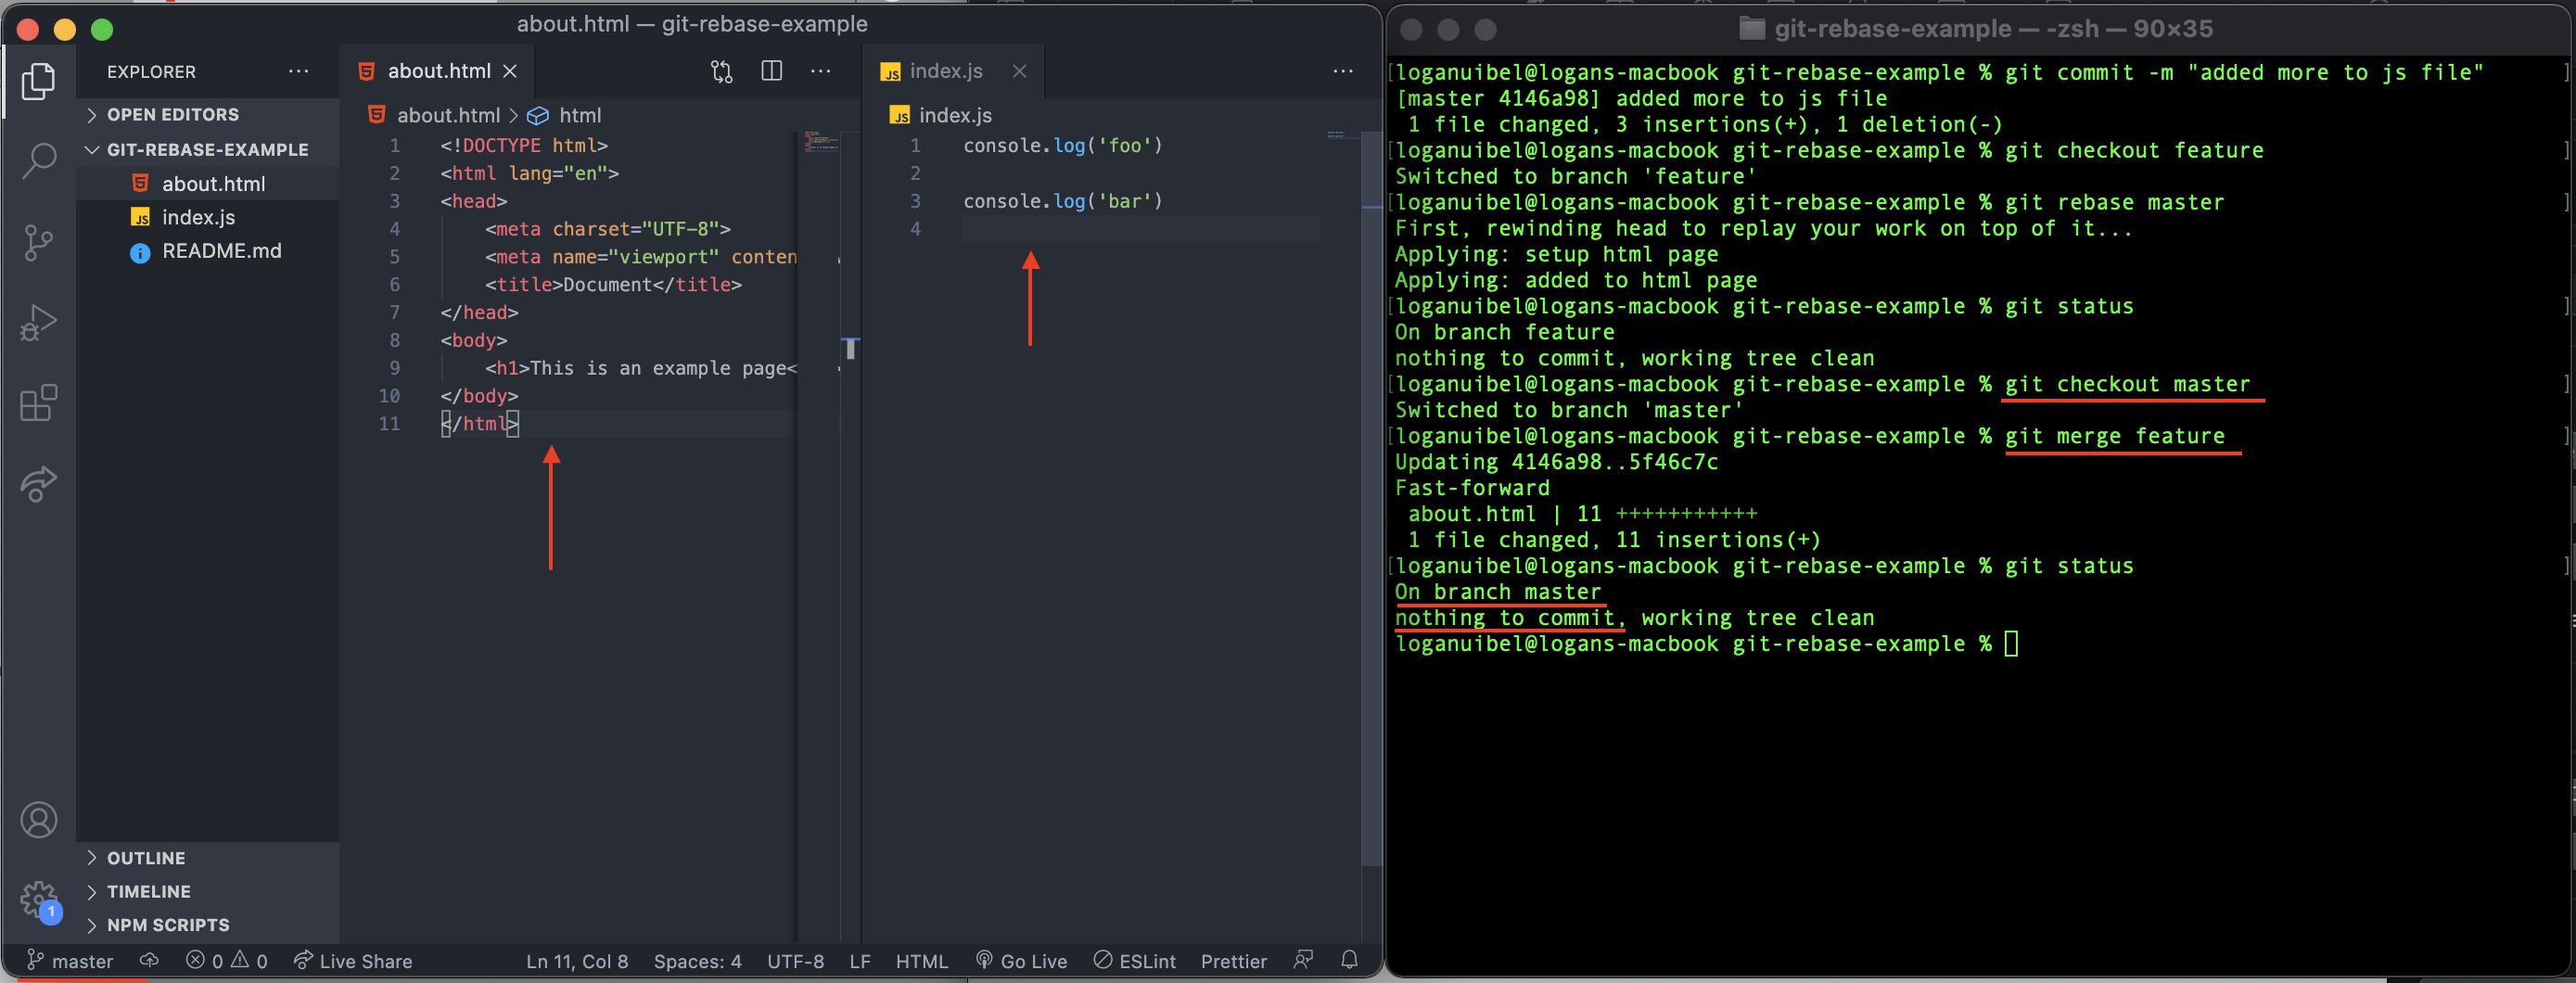 about.html — git-rebase-example
EXPLORER
OPEN EDITORS
GIT-REBASE-EXAMPLE
about.html
index.js
README.md
OUTLINE
TIMELINE
NPM SCRIPTS
1
about.html
about.html > html
1 <!DOCTYPE html>
2 <html lang="en">
3 <head>
4 <meta charset="UTF-8">
5 <meta name="viewport" conten
6 <title>Document</title>
7 </head>
8 <body>
9 <h1>This is an example page<
10 </body>
11 </html>
JS index.js
JS index.js
1 console.log('foo')
2
3 console.log('bar')
4
master
0 0
Live Share
Ln 11, Col 8
Spaces: 4
UTF-8
LF
HTML
Go Live
ESLint
Prettier
git-rebase-example — -zsh — 90×35
[loganuibel@logans-macbook git-rebase-example % git commit -m "added more to js file" ]
[master 4146a98] added more to js file
1 file changed, 3 insertions(+), 1 deletion(-)
[loganuibel@logans-macbook git-rebase-example % git checkout feature ]
Switched to branch 'feature'
[loganuibel@logans-macbook git-rebase-example % git rebase master ]
First, rewinding head to replay your work on top of it...
Applying: setup html page
Applying: added to html page
[loganuibel@logans-macbook git-rebase-example % git status ]
On branch feature
nothing to commit, working tree clean
[loganuibel@logans-macbook git-rebase-example % git checkout master ]
Switched to branch 'master'
[loganuibel@logans-macbook git-rebase-example % git merge feature ]
Updating 4146a98..5f46c7c
Fast-forward
about.html | 11 +++++++++++
1 file changed, 11 insertions(+)
[loganuibel@logans-macbook git-rebase-example % git status ]
On branch master
nothing to commit, working tree clean
loganuibel@logans-macbook git-rebase-example %